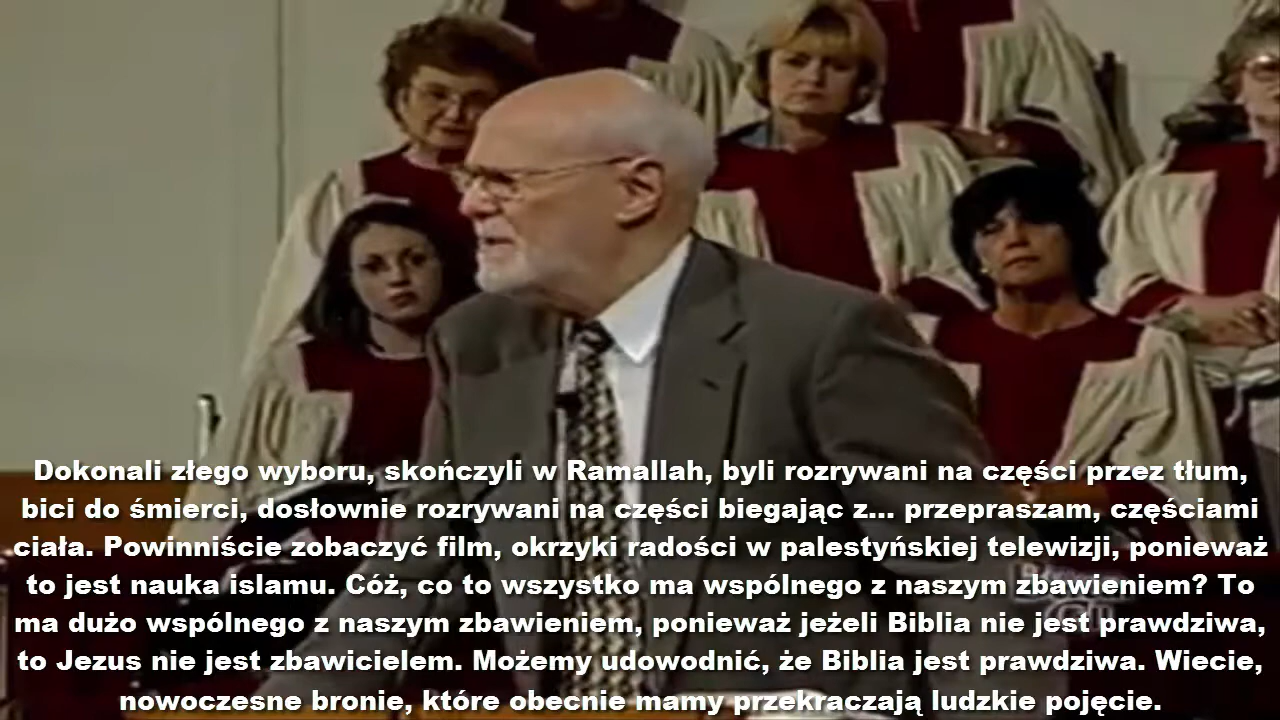 Dokonali złego wyboru, skończyli w Ramallah, byli rozrywani na części przez tłum,
bici do śmierci, dosłownie rozrywani na części biegając z... przepraszam, częściami
ciała. Powinniście zobaczyć film, okrzyki radości w palestyńskiej telewizji, ponieważ
to jest nauka islamu. Cóż, co to wszystko ma wspólnego z naszym zbawieniem? To
ma dużo wspólnego z naszym zbawieniem, ponieważ jeżeli Biblia nie jest prawdziwa,
to Jezus nie jest zbawicielem. Możemy udowodnić, że Biblia jest prawdziwa. Wiecie,
nowoczesne bronie, które obecnie mamy przekraczają ludzkie pojęcie.